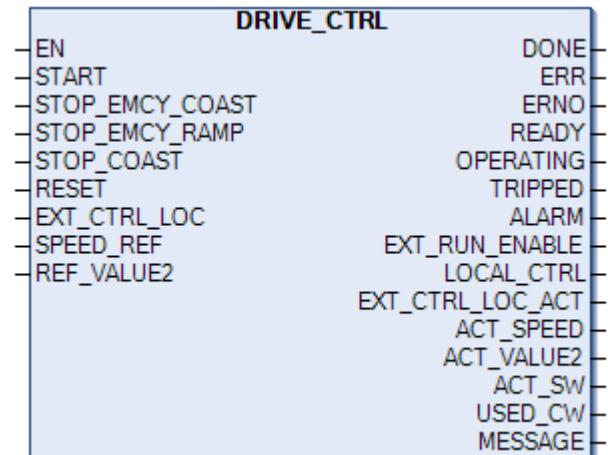 DRIVE_CTRL
EN DONE
START ERR
STOP_EMCY_COAST ERNO
STOP_EMCY_RAMP READY
STOP_COAST OPERATING
RESET TRIPPED
EXT_CTRL_LOC ALARM
SPEED_REF EXT_RUN_ENABLE
REF_VALUE2 LOCAL_CTRL
EXT_CTRL_LOC_ACT
ACT_SPEED
ACT_VALUE2
ACT_SW
USED_CW
MESSAGE